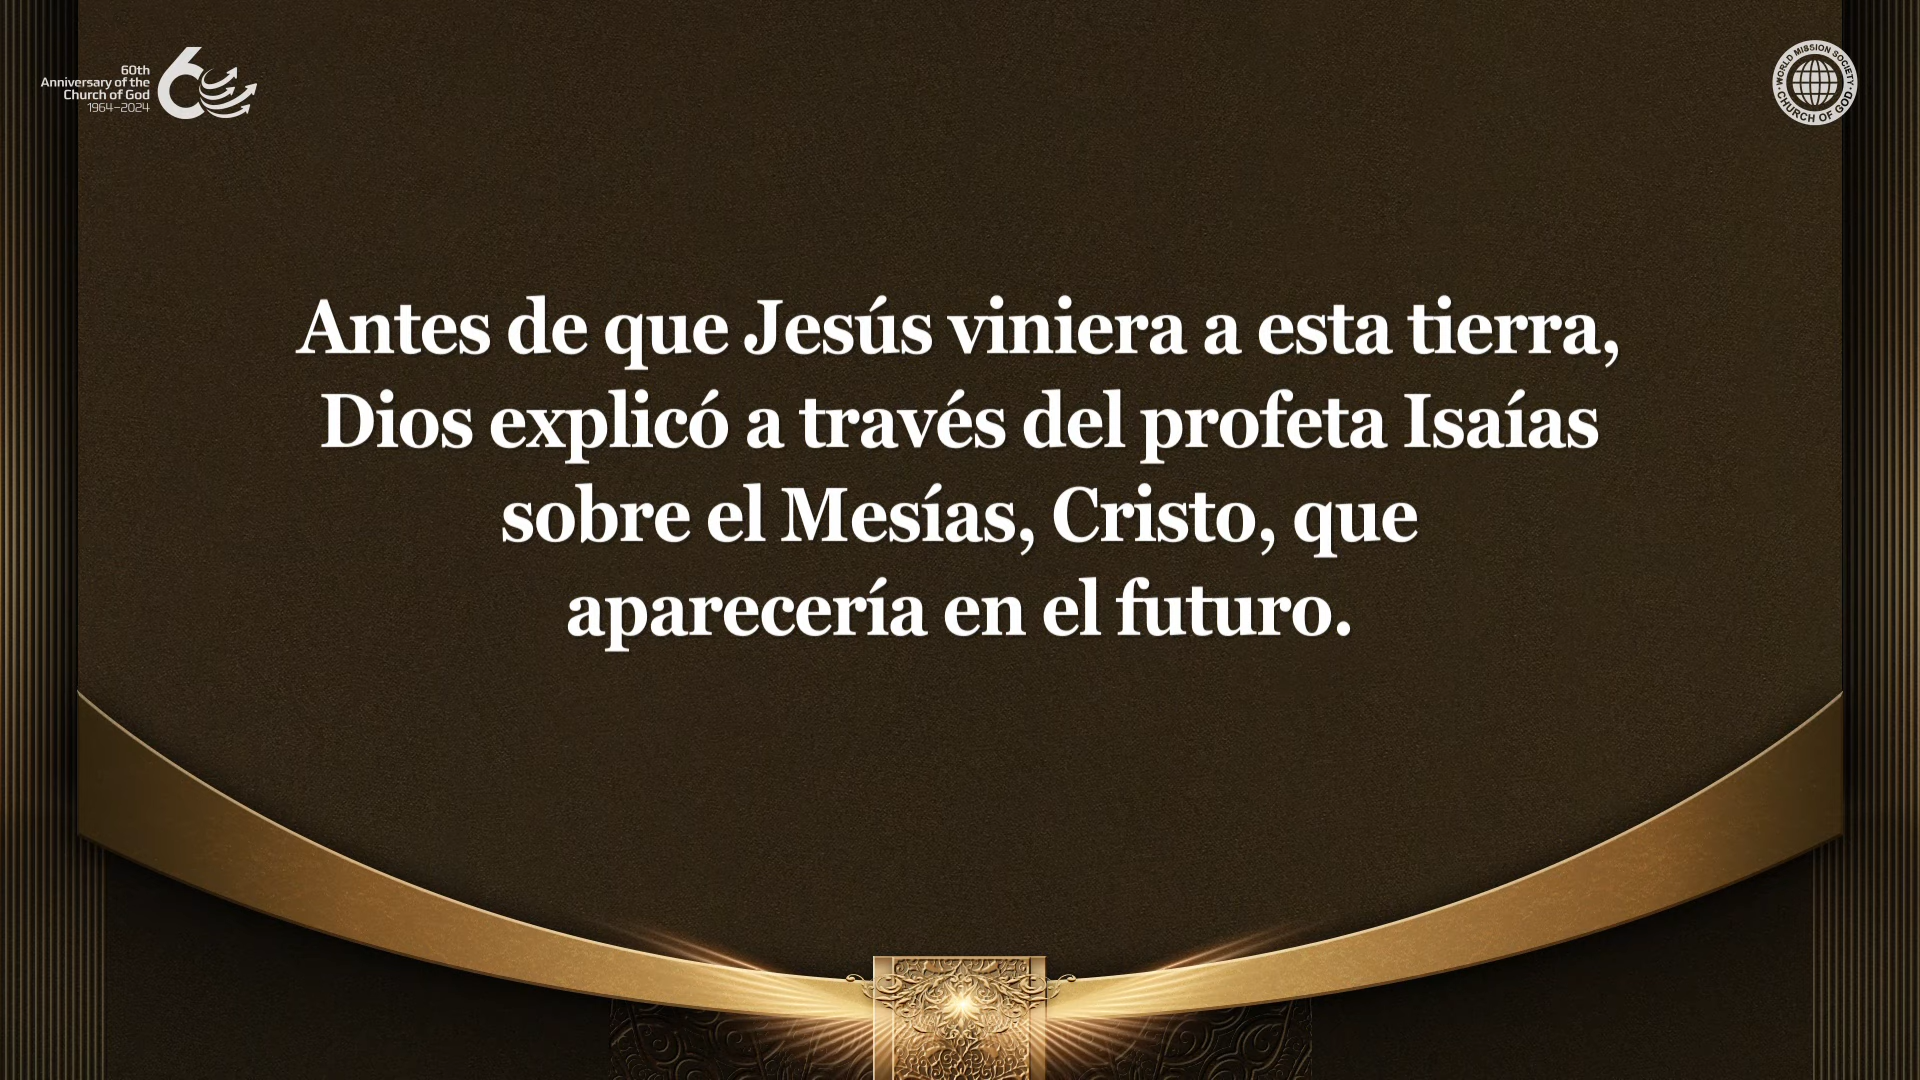 60th
Anniversary of the
Church of God
1964–2024
WORLD MISSION SOCIETY
CHURCH OF GOD
Antes de que Jesús viniera a esta tierra,
Dios explicó a través del profeta Isaías
sobre el Mesías, Cristo, que
aparecería en el futuro.